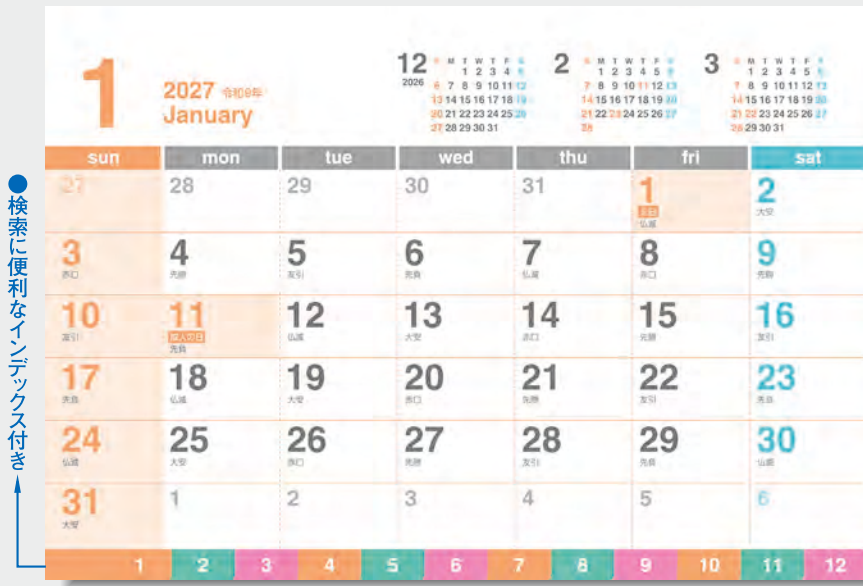 検索に便利なインデックス付き
1
2027 令和9年
January
12
2026
S M T W T F S
1 2 3 4 5
6 7 8 9 10 11 12
13 14 15 16 17 18 19
20 21 22 23 24 25 26
27 28 29 30 31
2
S M T W T F S
1 2 3 4 5 6
7 8 9 10 11 12 13
14 15 16 17 18 19 20
21 22 23 24 25 26 27
28
3
S M T W T F S
1 2 3 4 5 6
7 8 9 10 11 12 13
14 15 16 17 18 19 20
21 22 23 24 25 26 27
28 29 30 31
sun mon tue wed thu fri sat
27 28 29 30 31 1 2
元日
仏滅 大安
3 4 5 6 7 8 9
赤口 先勝 友引 先負 仏滅 赤口 先勝
10 11 12 13 14 15 16
友引 成人の日 仏滅 大安 赤口 先勝 友引
先負
17 18 19 20 21 22 23
先負 仏滅 大安 赤口 先勝 友引 先負
24 25 26 27 28 29 30
仏滅 大安 赤口 先勝 友引 先負 仏滅
31 1 2 3 4 5 6
大安
1 2 3 4 5 6 7 8 9 10 11 12